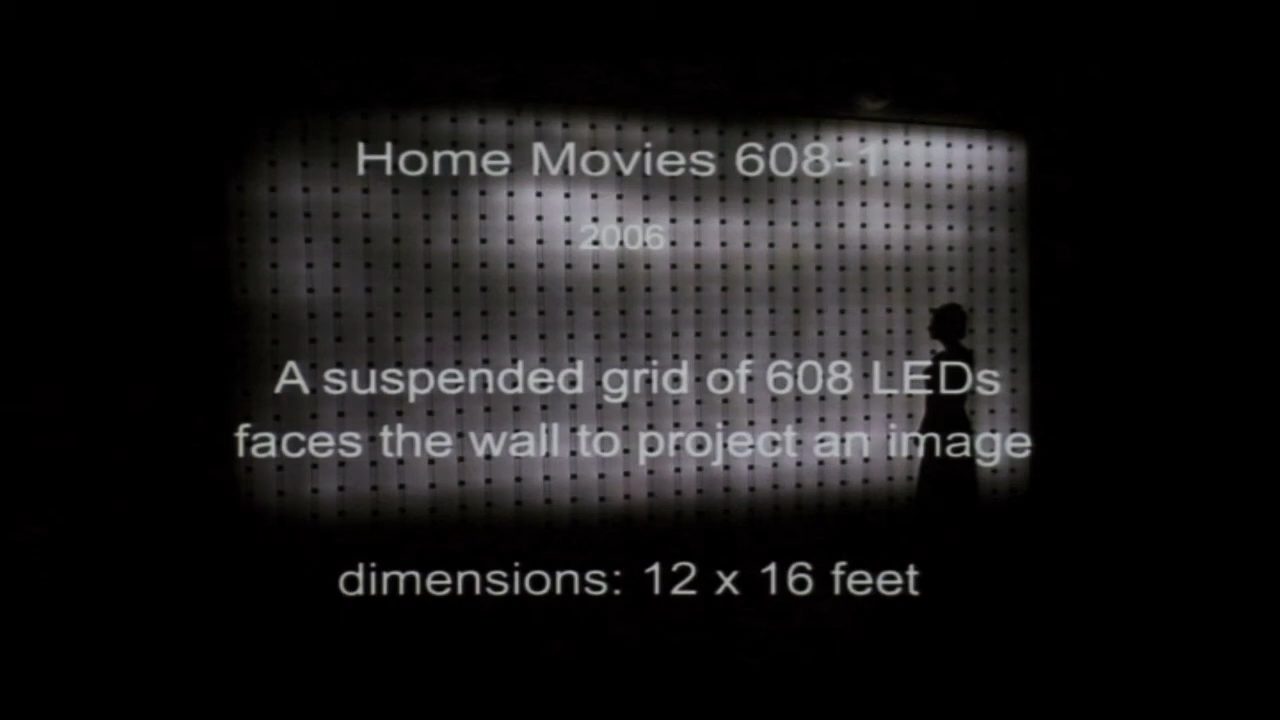 Home Movies 608-1
2006
A suspended grid of 608 LEDs
faces the wall to project an image
dimensions: 12 x 16 feet